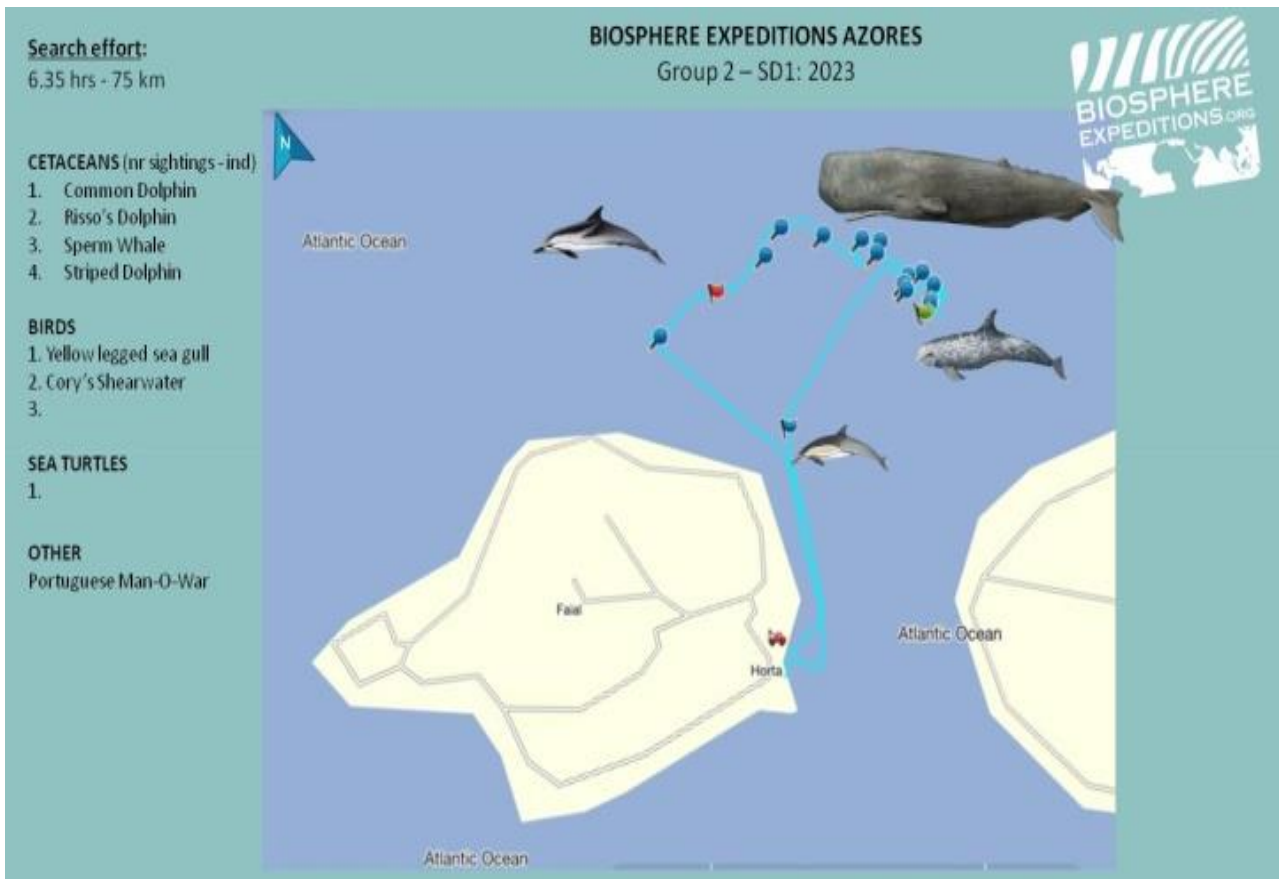 Search effort:
6.35 hrs - 75 km
BIOSPHERE EXPEDITIONS AZORES
Group 2 – SD1: 2023
BIOSPHERE
EXPEDITIONS.ORG
CETACEANS (nr sightings - ind)
1. Common Dolphin
2. Risso's Dolphin
3. Sperm Whale
4. Striped Dolphin
BIRDS
1. Yellow legged sea gull
2. Cory's Shearwater
3.
SEA TURTLES
1.
OTHER
Portuguese Man-O-War
N
Atlantic Ocean
Faial
Horta
Atlantic Ocean
Atlantic Ocean